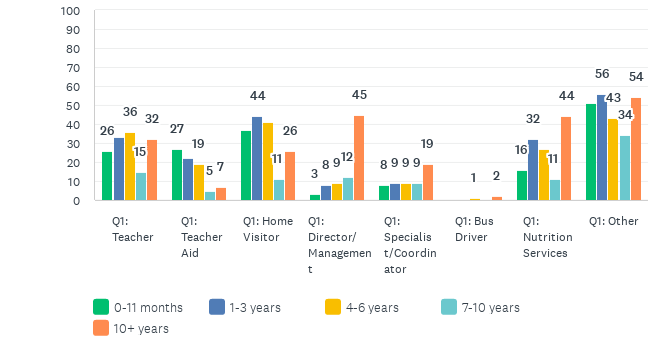 100
90
80
70
60
50
40
30
20
10
0
26 36 15 32
27 19 5 7
44 11 26
3 8 9 12 45
8 9 9 9 19
1 2
16 32 11 44
56 43 34 54
Q1:
Teacher
Q1:
Teacher
Aid
Q1: Home
Visitor
Q1:
Director/
Managemen
t
Q1:
Specialis
t/Coordin
ator
Q1: Bus
Driver
Q1:
Nutrition
Services
Q1: Other
0-11 months 1-3 years 4-6 years 7-10 years
10+ years